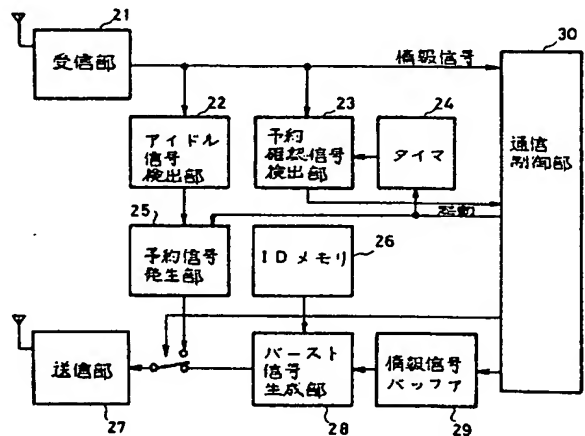 21
受信部
情報信号
30
22
アイドル
信号
検出部
23
予約
確認信号
検出部
24
タイマ
通信
制御部
起動
25
予約信号
発生部
26
IDメモリ
送信部
27
バースト
信号
生成部
28
情報信号
バッファ
29